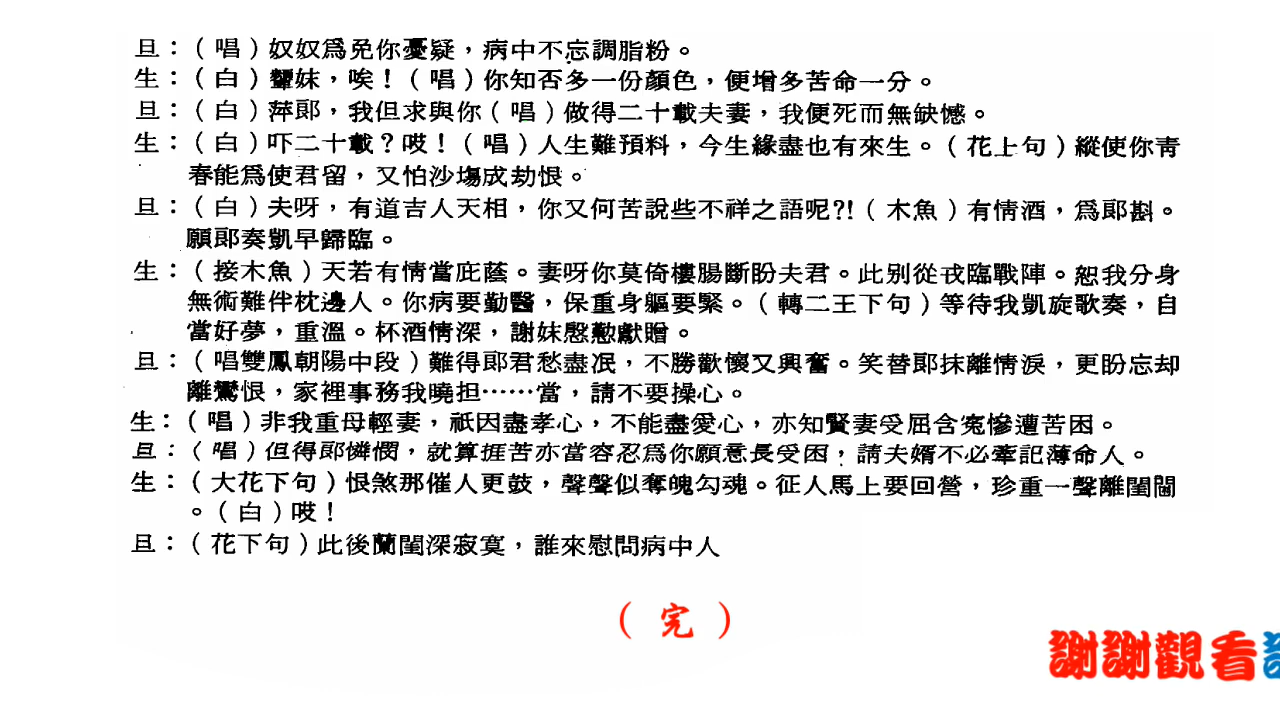 旦：（唱）奴奴爲免你憂疑，病中不忘調脂粉。
生：（白）顰妹，唉！（唱）你知否多一份顏色，便增多苦命一分。
旦：（白）萍郎，我但求與你（唱）做得二十載夫妻，我便死而無缺憾。
生：（白）吓二十載？哎！（唱）人生難預料，今生緣盡也有來生。（花上句）縱使你靑
春能爲使君留，又怕沙塲成劫恨。
旦：（白）夫呀，有道吉人天相，你又何苦說些不祥之語呢?!（木魚）有情酒，爲郎斟。
願郎奏凱早歸臨。
生：（接木魚）天若有情當庇蔭。妻呀你莫倚樓腸斷盼夫君。此别從戎臨戰陣。恕我分身
無術難伴枕邊人。你病要勤醫，保重身軀要緊。（轉二王下句）等待我凱旋歌奏，自
當好夢，重溫。杯酒情深，謝妹慇懃獻贈。
旦：（唱雙鳳朝陽中段）難得郎君愁盡泯，不勝歡懷又興奮。笑替郎抹離情淚，更盼忘却
離鸞恨，家裡事務我曉担……當，請不要操心。
生：（唱）非我重母輕妻，祇因盡孝心，不能盡愛心，亦知賢妻受屈含寃慘遭苦困。
旦：（唱）但得郎憐憫，就算捱苦亦當容忍爲你願意長受困，請夫婿不必牽記薄命人。
生：（大花下句）恨煞那催人更鼓，聲聲似奪魄勾魂。征人馬上要回營，珍重一聲離閨閫
。（白）哎！
旦：（花下句）此後蘭閨深寂寞，誰來慰問病中人
（完）
謝謝觀看